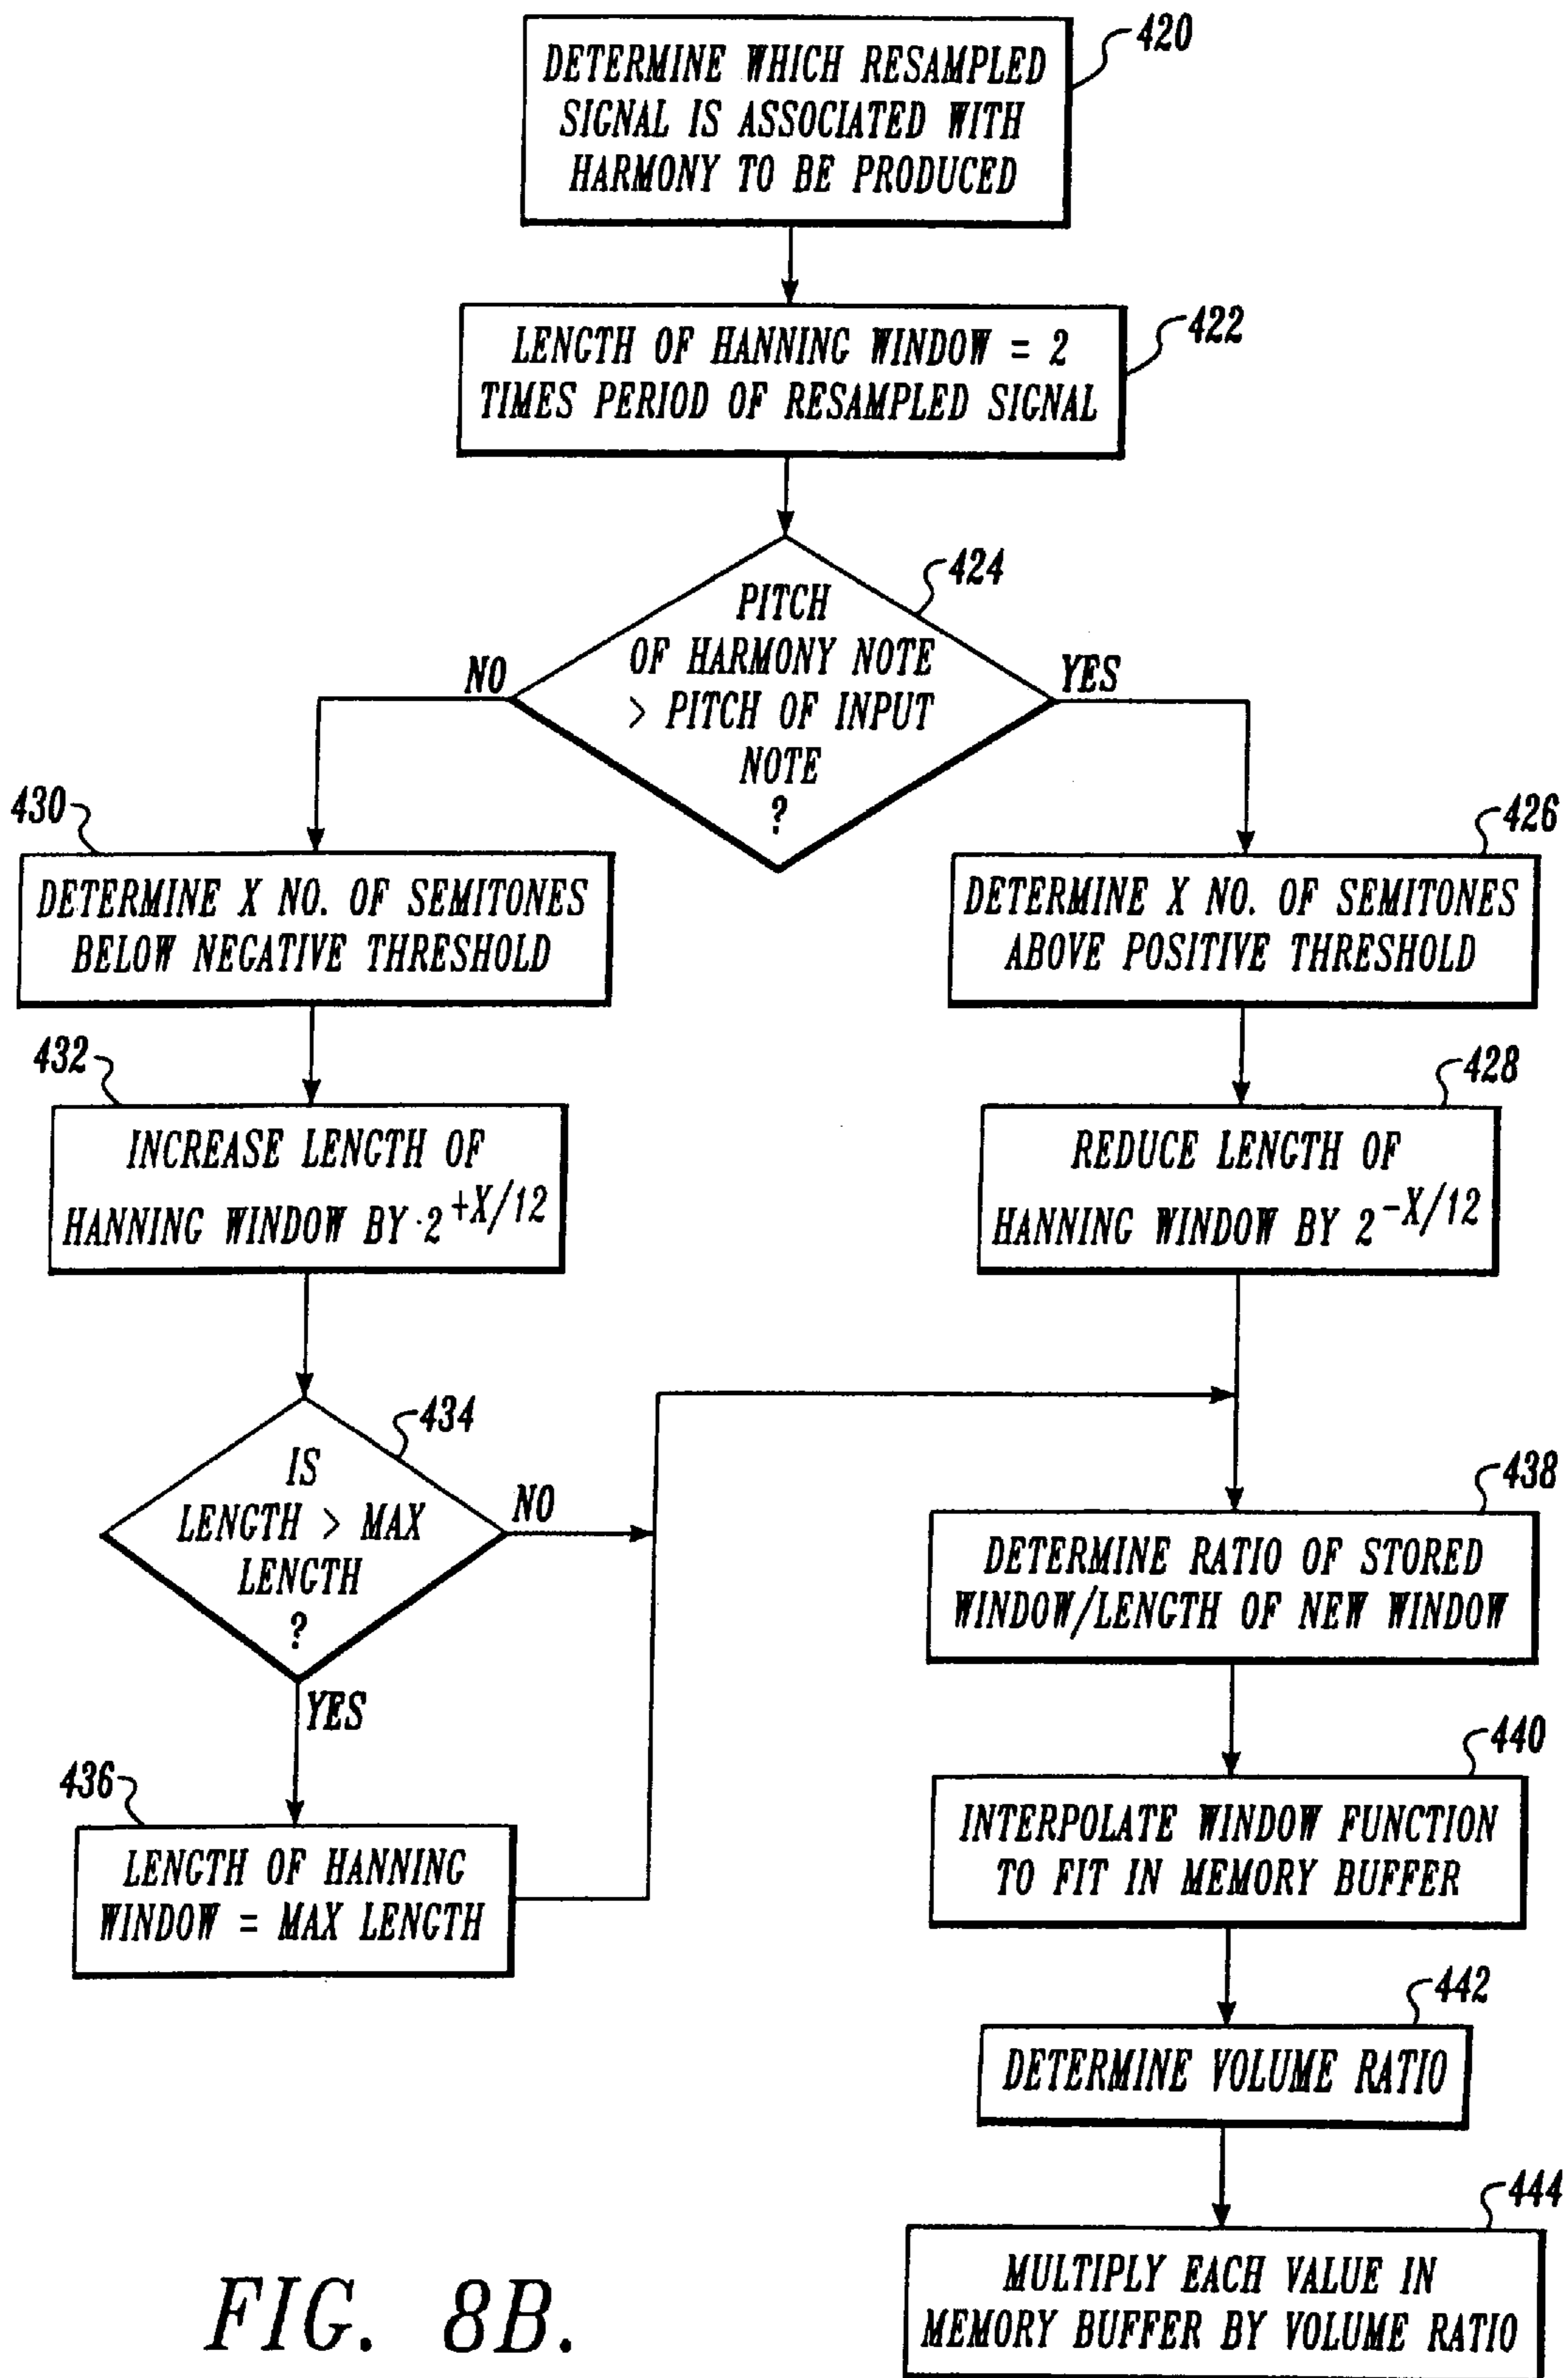 420
DETERMINE WHICH RESAMPLED
SIGNAL IS ASSOCIATED WITH
HARMONY TO BE PRODUCED
422
LENGTH OF HANNING WINDOW = 2
TIMES PERIOD OF RESAMPLED SIGNAL
424
PITCH
OF HARMONY NOTE
> PITCH OF INPUT
NOTE
?
NO
YES
430
DETERMINE X NO. OF SEMITONES
BELOW NEGATIVE THRESHOLD
426
DETERMINE X NO. OF SEMITONES
ABOVE POSITIVE THRESHOLD
432
INCREASE LENGTH OF
HANNING WINDOW BY 2^{+X/12}
428
REDUCE LENGTH OF
HANNING WINDOW BY 2^{-X/12}
434
IS
LENGTH > MAX
LENGTH
?
NO
YES
436
LENGTH OF HANNING
WINDOW = MAX LENGTH
438
DETERMINE RATIO OF STORED
WINDOW/LENGTH OF NEW WINDOW
440
INTERPOLATE WINDOW FUNCTION
TO FIT IN MEMORY BUFFER
442
DETERMINE VOLUME RATIO
444
MULTIPLY EACH VALUE IN
MEMORY BUFFER BY VOLUME RATIO
FIG. 8B.